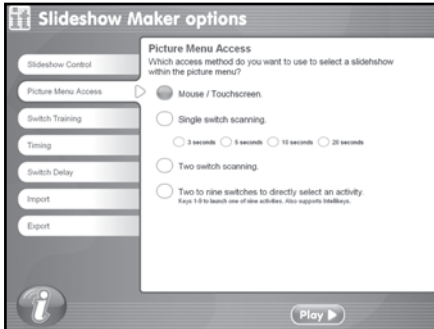 it Slideshow Maker options
Slideshow Control
Picture Menu Access
Switch Training
Timing
Switch Delay
Import
Export
Picture Menu Access
Which access method do you want to use to select a slidehshow
within the picture menu?
Mouse / Touchscreen.
Single switch scanning.
3 seconds 5 seconds 10 seconds 20 seconds
Two switch scanning.
Two to nine switches to directly select an activity.
Keys 1-9 to launch one of nine activities. Also supports Intellikeys.
i
Play